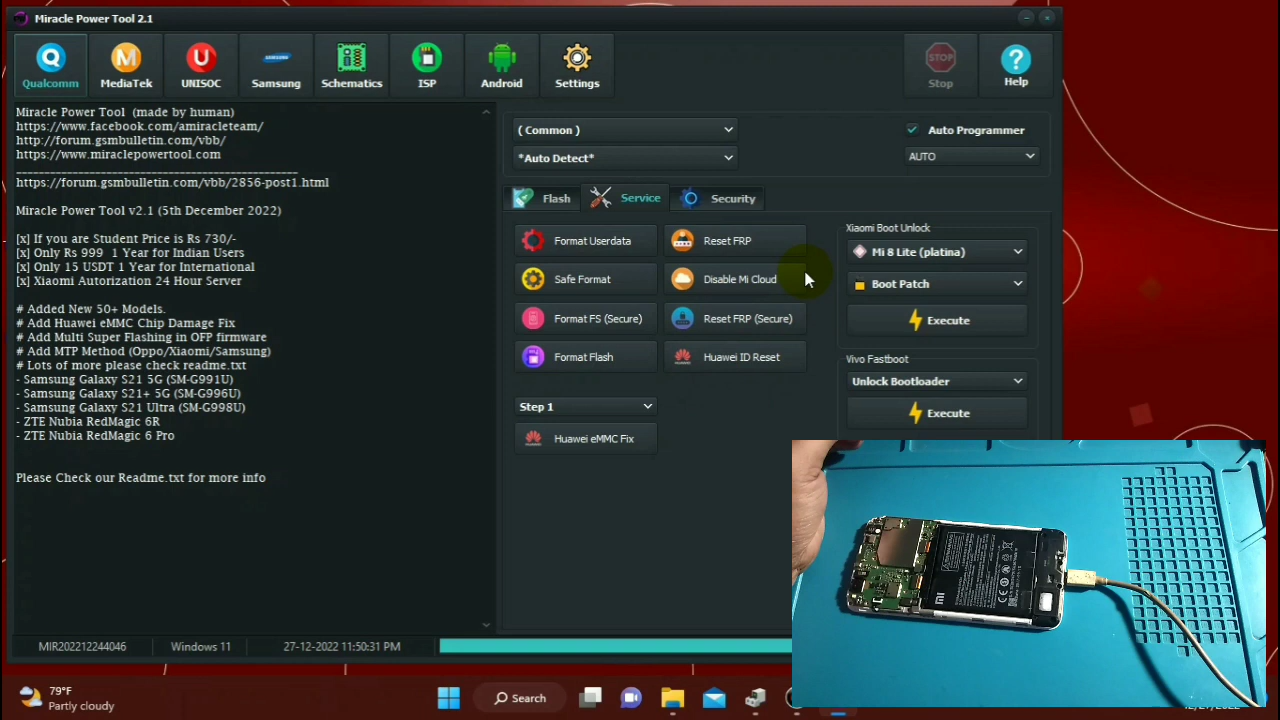 Miracle Power Tool 2.1
Qualcomm
MediaTek
UNISOC
Samsung
Schematics
ISP
Android
Settings
Stop
Help
Miracle Power Tool (made by human)
https://www.facebook.com/amiracleteam/
http://forum.gsmbulletin.com/vbb/
https://www.miraclepowertool.com
https://forum.gsmbulletin.com/vbb/2856-post1.html
Miracle Power Tool v2.1 (5th December 2022)
[x] If you are Student Price is Rs 730/-
[x] Only Rs 999 1 Year for Indian Users
[x] Only 15 USDT 1 Year for International
[x] Xiaomi Autorization 24 Hour Server
# Added New 50+ Models.
# Add Huawei eMMC Chip Damage Fix
# Add Multi Super Flashing in OFP firmware
# Add MTP Method (Oppo/Xiaomi/Samsung)
# Lots of more please check readme.txt
- Samsung Galaxy S21 5G (SM-G991U)
- Samsung Galaxy S21+ 5G (SM-G996U)
- Samsung Galaxy S21 Ultra (SM-G998U)
- ZTE Nubia RedMagic 6R
- ZTE Nubia RedMagic 6 Pro
Please Check our Readme.txt for more info
( Common )
Auto Programmer
*Auto Detect*
AUTO
Flash
Service
Security
Format Userdata
Reset FRP
Safe Format
Disable Mi Cloud
Format FS (Secure)
Reset FRP (Secure)
Format Flash
Huawei ID Reset
Step 1
Huawei eMMC Fix
Xiaomi Boot Unlock
Mi 8 Lite (platina)
Boot Patch
Execute
Vivo Fastboot
Unlock Bootloader
Execute
MIR202212244046
Windows 11
27-12-2022 11:50:31 PM
mi
79°F
Partly cloudy
Search